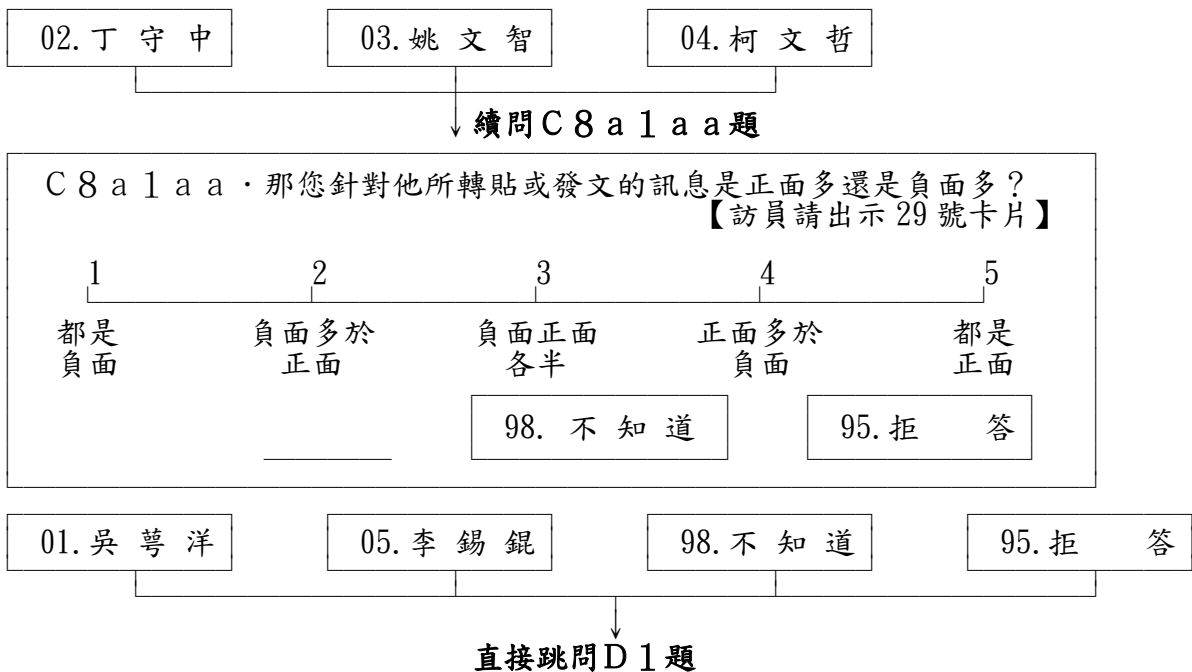 02.丁守中 03.姚文智 04.柯文哲
續問C8a1aa題
C8a1aa．那您針對他所轉貼或發文的訊息是正面多還是負面多？
【訪員請出示 29 號卡片】
1 2 3 4 5
都是 負面多於 負面正面 正面多於 都是
負面 正面 各半 負面 正面
98. 不知道 95.拒 答
01.吳萼洋 05.李錫錕 98.不知道 95.拒 答
直接跳問D1題